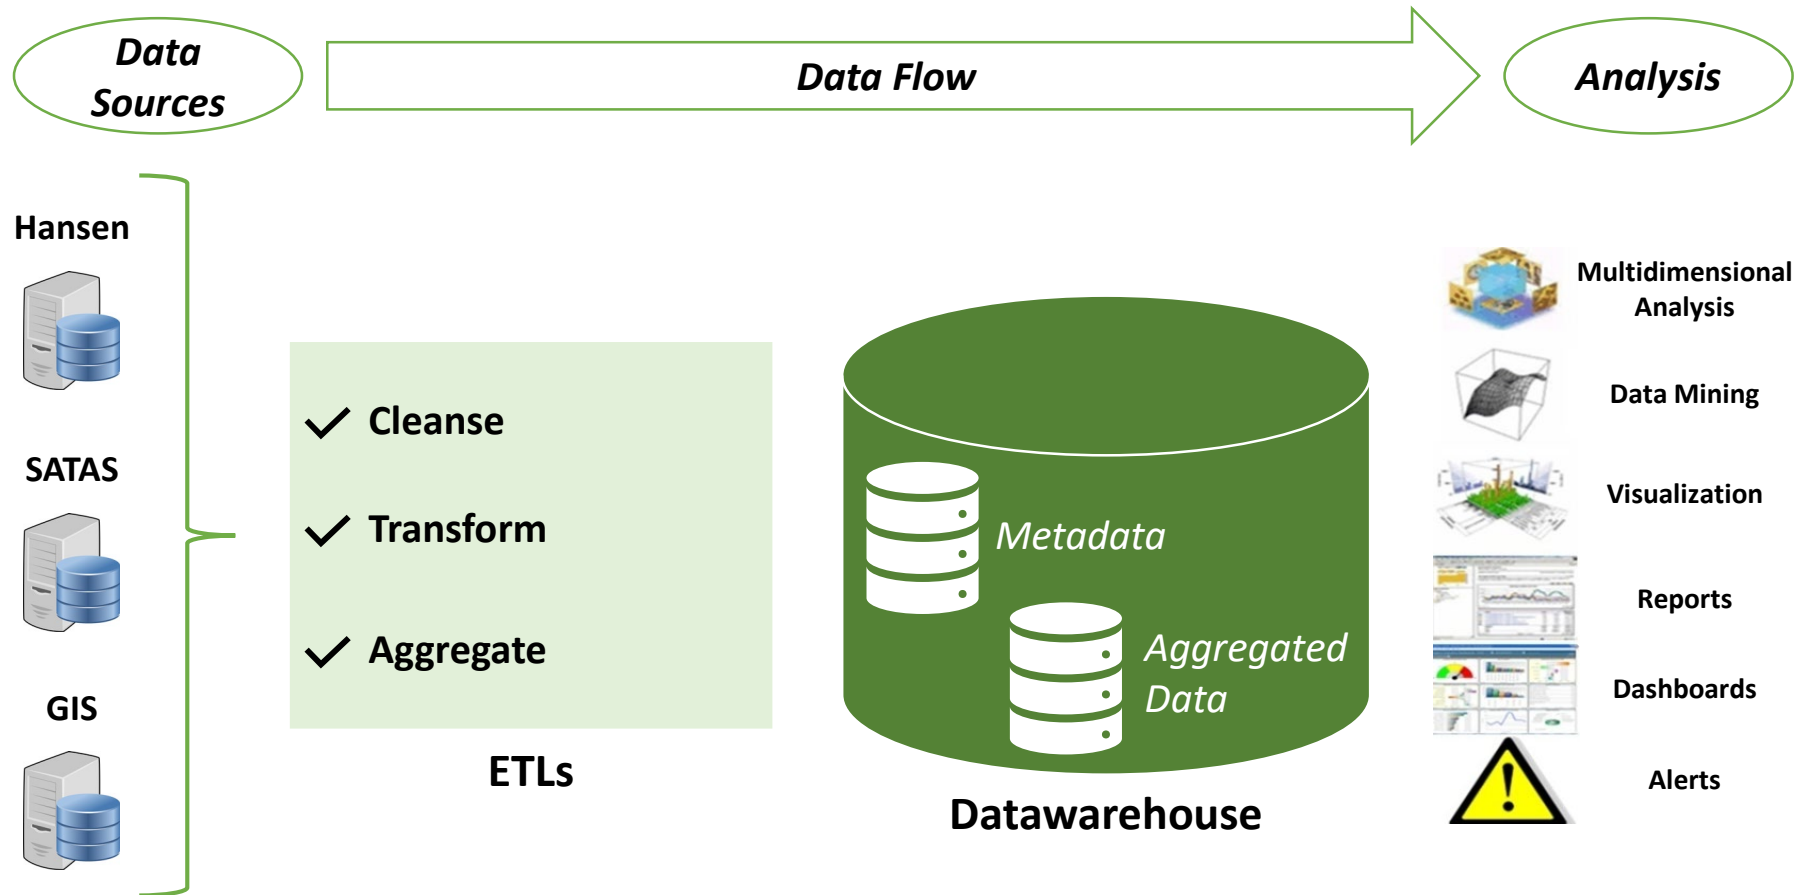 Data
Sources
Data Flow
Analysis
Hansen
SATAS
GIS
Cleanse
Transform
Aggregate
ETLs
Metadata
Aggregated
Data
Datawarehouse
Multidimensional
Analysis
Data Mining
Visualization
Reports
Dashboards
Alerts